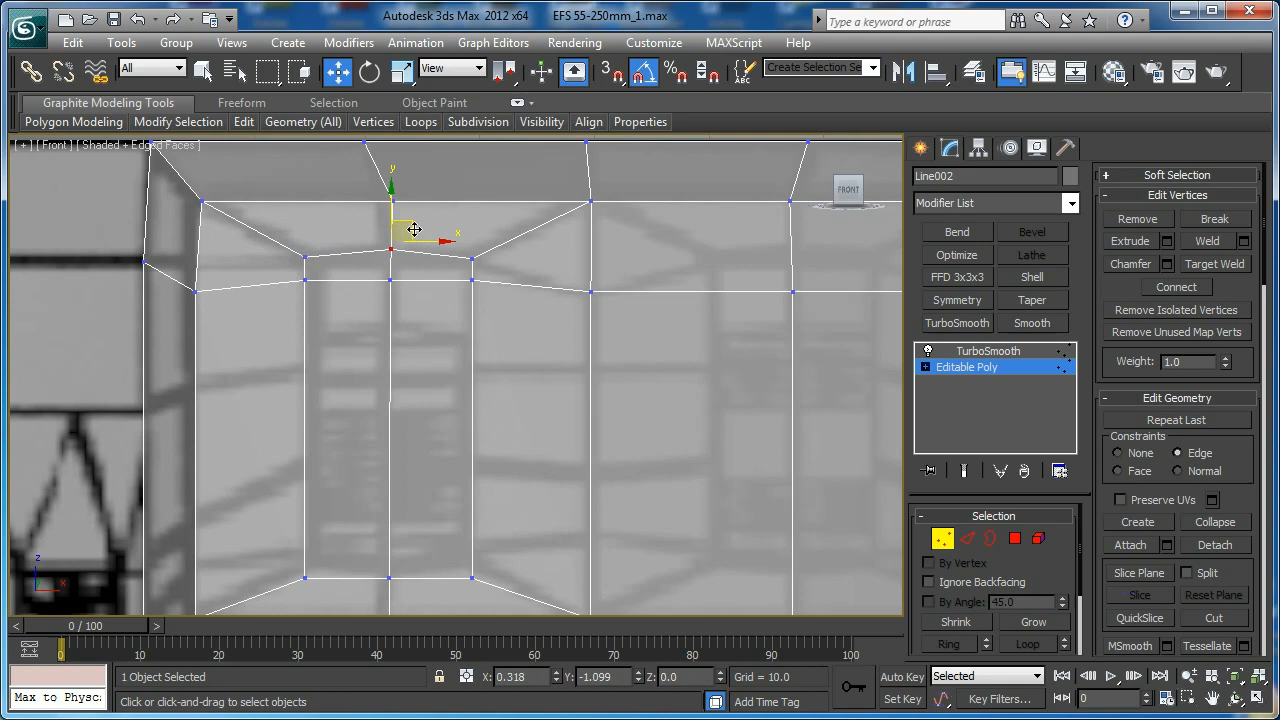 Autodesk 3ds Max 2012 x64 EFS 55-250mm_1.max
Type a keyword or phrase
Edit Tools Group Views Create Modifiers Animation Graph Editors Rendering Customize MAXScript Help
All View 3 Create Selection Se
Graphite Modeling Tools Freeform Selection Object Paint
Polygon Modeling Modify Selection Edit Geometry (All) Vertices Loops Subdivision Visibility Align Properties
[ + ] [ Front ] [ Shaded + Edged Faces ]
y
x
FRONT
z
x
Line002
Modifier List
Bend Bevel
Optimize Lathe
FFD 3x3x3 Shell
Symmetry Taper
TurboSmooth Smooth
TurboSmooth
Editable Poly
Selection
By Vertex
Ignore Backfacing
By Angle: 45.0
Shrink Grow
Ring Loop
Soft Selection
Edit Vertices
Remove Break
Extrude Weld
Chamfer Target Weld
Connect
Remove Isolated Vertices
Remove Unused Map Verts
Weight: 1.0
Edit Geometry
Repeat Last
Constraints
None Edge
Face Normal
Preserve UVs
Create Collapse
Attach Detach
Slice Plane Split
Slice Reset Plane
QuickSlice Cut
MSmooth Tessellate
< 0 / 100 >
0 10 20 30 40 50 60 70 80 90 100
1 Object Selected X: 0.318 Y: -1.099 Z: 0.0 Grid = 10.0 Auto Key Selected
Max to Physc
Click or click-and-drag to select objects Add Time Tag Set Key Key Filters... 0